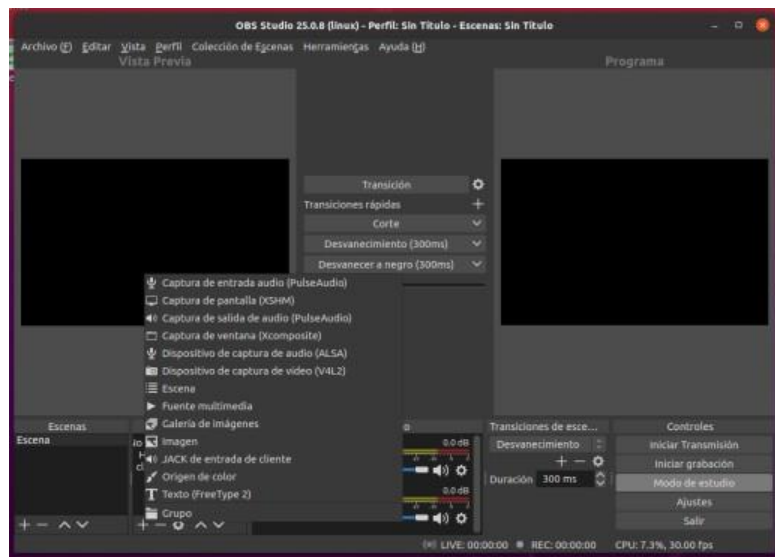 OBS Studio 25.0.8 (linux) - Perfil: Sin Título - Escenas: Sin Título
Archivo (F) Editar Vista Perfil Colección de Escenas Herramientas Ayuda (H)
Vista Previa
Programa
Transición
Transiciones rápidas
Corte
Desvanecimiento (300ms)
Desvanecer a negro (300ms)
Captura de entrada audio (PulseAudio)
Captura de pantalla (XSHM)
Captura de salida de audio (PulseAudio)
Captura de ventana (Xcomposite)
Dispositivo de captura de audio (ALSA)
Dispositivo de captura de video (V4L2)
Escena
Fuente multimedia
Galería de imágenes
Imagen
JACK de entrada de cliente
Origen de color
Texto (FreeType 2)
Grupo
Escenas
Escena
0.0 dB
0.0 dB
Transiciones de esce...
Desvanecimiento
Duración 300 ms
Controles
Iniciar Transmisión
Iniciar grabación
Modo de estudio
Ajustes
Salir
LIVE: 00:00:00 REC: 00:00:00 CPU: 7.3%, 30.00 fps